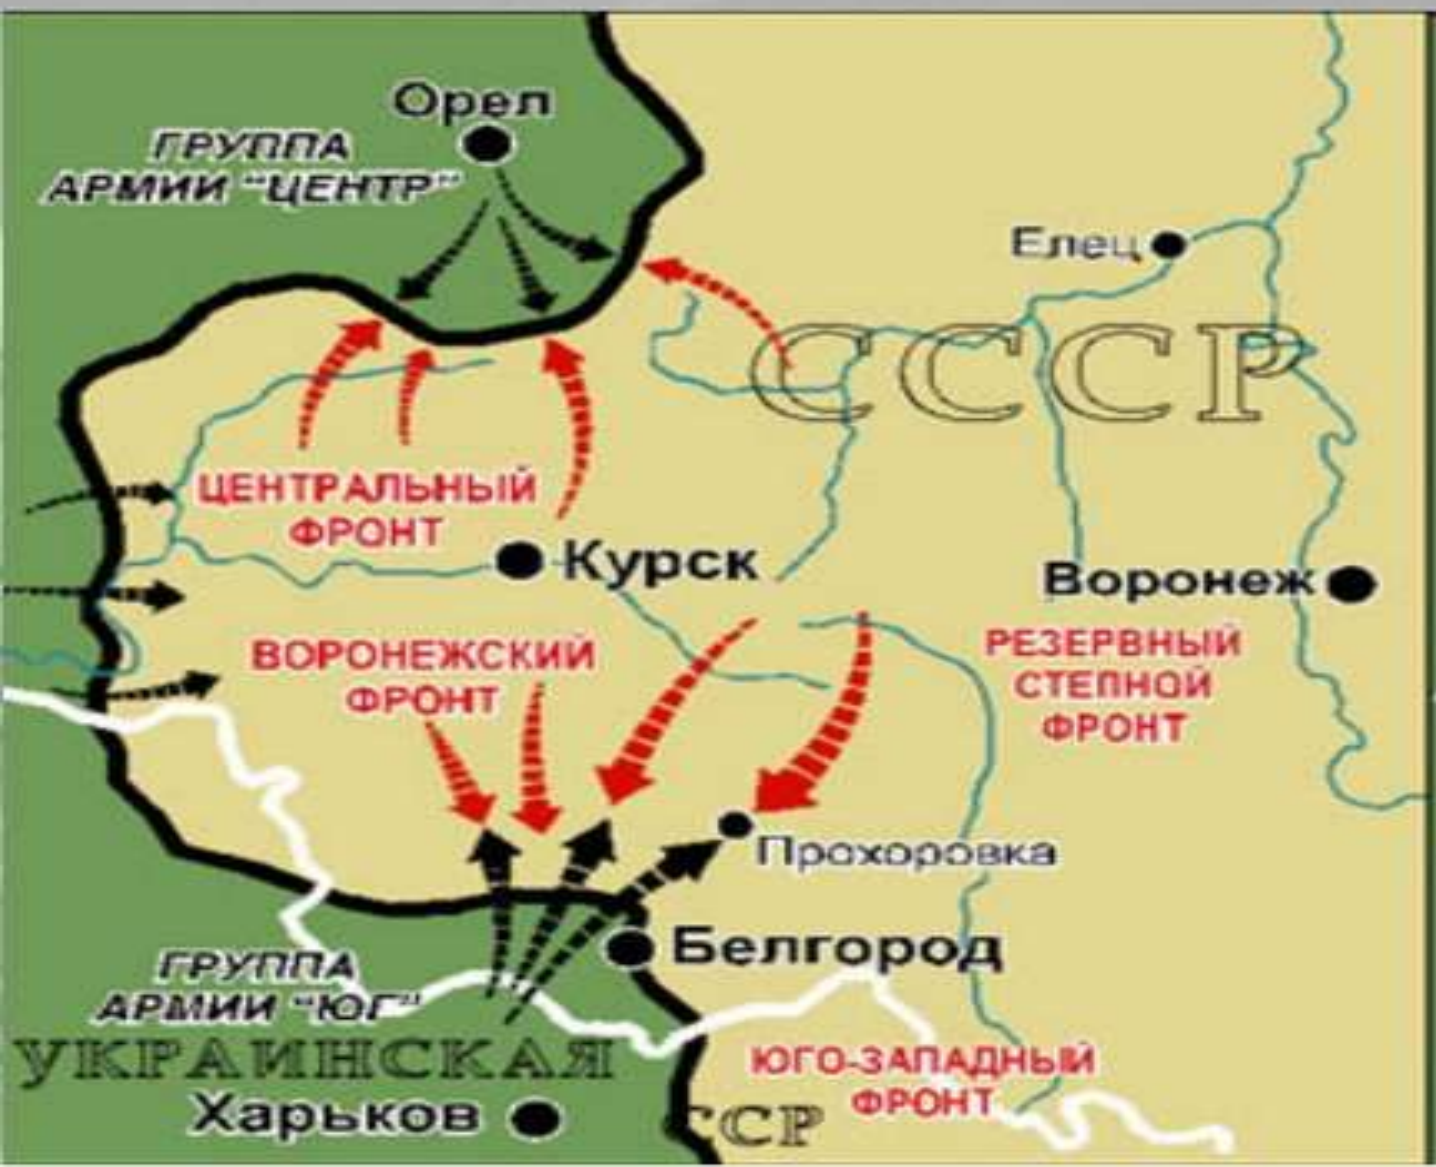 Орел
ГРУППА
АРМИИ "ЦЕНТР"
Елец
СССР
ЦЕНТРАЛЬНЫЙ
ФРОНТ
Курск
Воронеж
ВОРОНЕЖСКИЙ
ФРОНТ
РЕЗЕРВНЫЙ
СТЕПНОЙ
ФРОНТ
Прохоровка
Белгород
ГРУППА
АРМИИ "ЮГ"
УКРАИНСКАЯ
ССР
Харьков
ЮГО-ЗАПАДНЫЙ
ФРОНТ